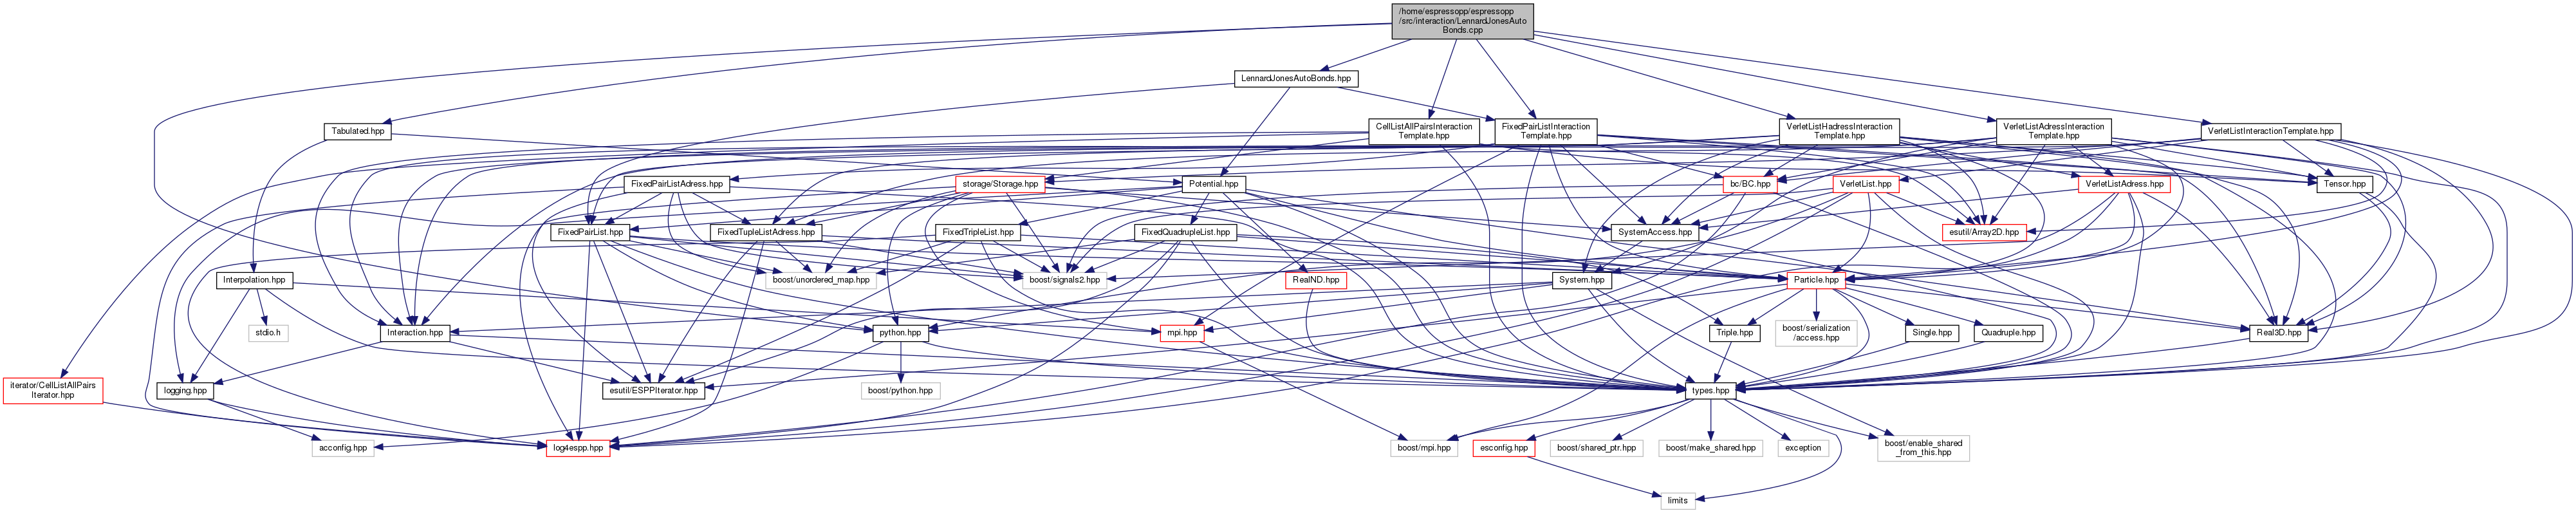 /home/espressopp/espressopp
/src/interaction/LennardJonesAuto
Bonds.cpp
LennardJonesAutoBonds.hpp
Tabulated.hpp
CellListAllPairsInteraction
Template.hpp
FixedPairListInteraction
Template.hpp
VerletListHadressInteraction
Template.hpp
VerletListAdressInteraction
Template.hpp
VerletListInteractionTemplate.hpp
FixedPairListAdress.hpp
storage/Storage.hpp
Potential.hpp
bc/BC.hpp
VerletList.hpp
VerletListAdress.hpp
Tensor.hpp
FixedPairList.hpp
FixedTupleListAdress.hpp
FixedTripleList.hpp
FixedQuadrupleList.hpp
SystemAccess.hpp
esutil/Array2D.hpp
Interpolation.hpp
boost/unordered_map.hpp
boost/signals2.hpp
RealND.hpp
System.hpp
Particle.hpp
stdio.h
Interaction.hpp
python.hpp
mpi.hpp
Triple.hpp
boost/serialization
/access.hpp
Single.hpp
Quadruple.hpp
Real3D.hpp
iterator/CellListAllPairs
Iterator.hpp
logging.hpp
esutil/ESPPIterator.hpp
boost/python.hpp
types.hpp
acconfig.hpp
log4espp.hpp
boost/mpi.hpp
esconfig.hpp
boost/shared_ptr.hpp
boost/make_shared.hpp
exception
boost/enable_shared
_from_this.hpp
limits